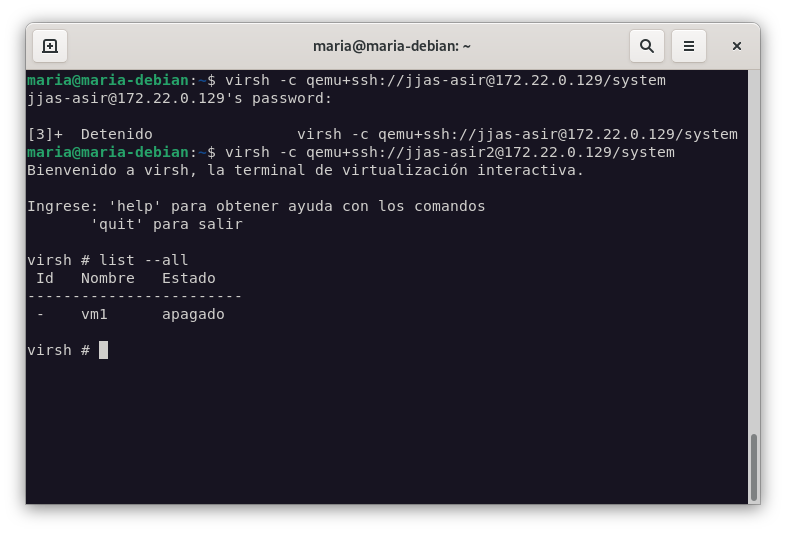 maria@maria-debian: ~
maria@maria-debian:~$ virsh -c qemu+ssh://jjas-asir@172.22.0.129/system
jjas-asir@172.22.0.129's password:
[3]+  Detenido                virsh -c qemu+ssh://jjas-asir@172.22.0.129/system
maria@maria-debian:~$ virsh -c qemu+ssh://jjas-asir2@172.22.0.129/system
Bienvenido a virsh, la terminal de virtualización interactiva.
Ingrese: 'help' para obtener ayuda con los comandos
       'quit' para salir
virsh # list --all
 Id   Nombre   Estado
------------------------
 -    vm1      apagado
virsh #